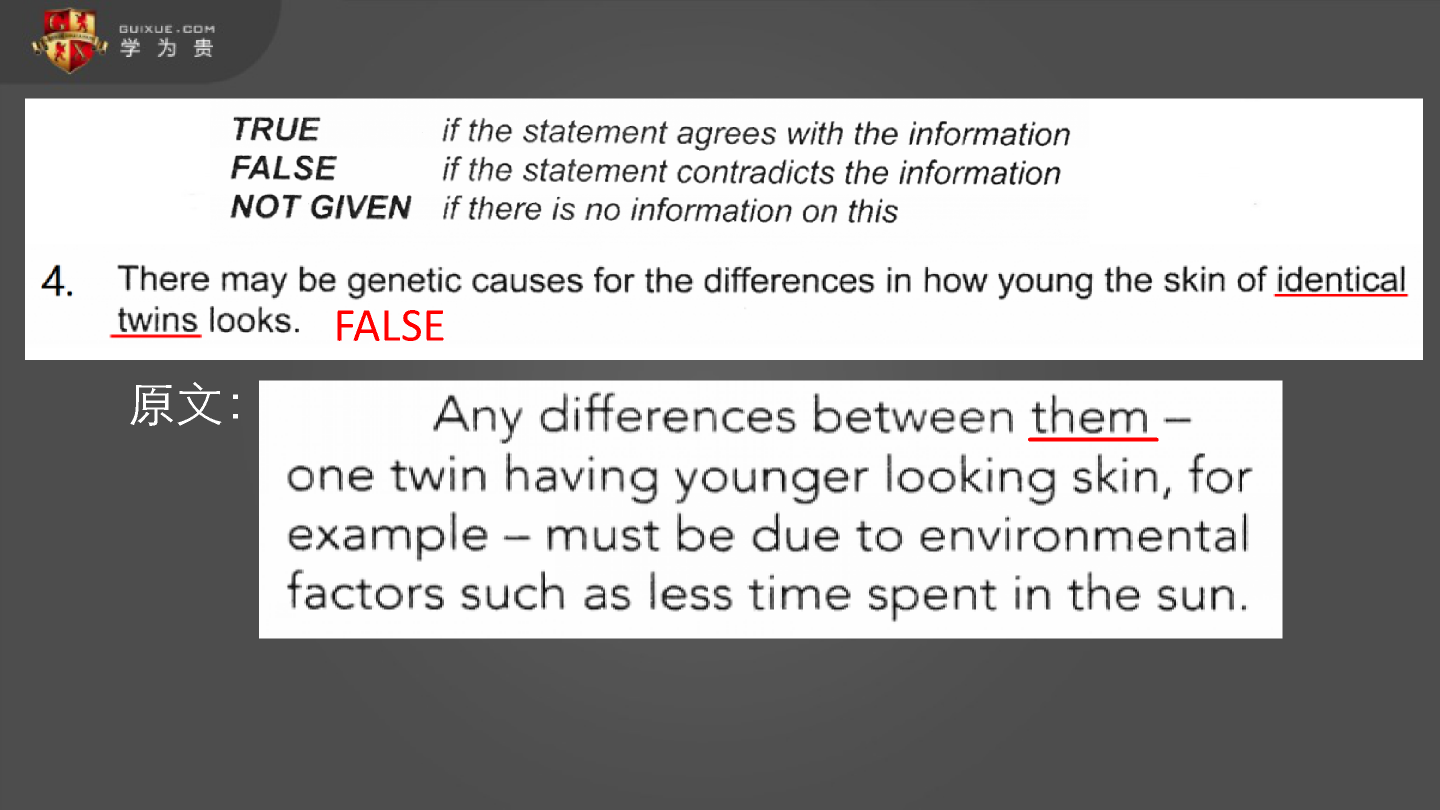 GUIXUE.COM
学为贵
TRUE if the statement agrees with the information
FALSE if the statement contradicts the information
NOT GIVEN if there is no information on this
4. There may be genetic causes for the differences in how young the skin of identical
twins looks. FALSE
原文：
Any differences between them –
one twin having younger looking skin, for
example – must be due to environmental
factors such as less time spent in the sun.